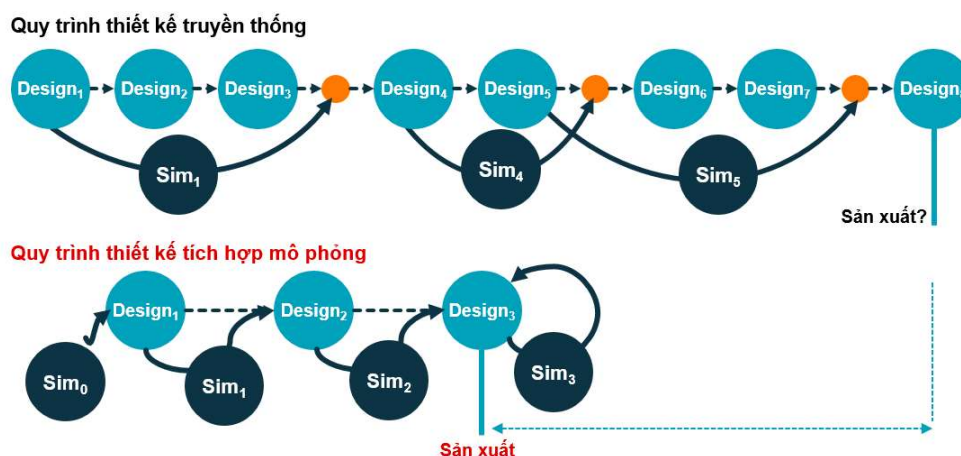 Quy trình thiết kế truyền thống
Design₁ Design₂ Design₃ Design₄ Design₅ Design₆ Design₇ Design
Sim₁ Sim₄ Sim₅
Sản xuất?
Quy trình thiết kế tích hợp mô phỏng
Design₁ Design₂ Design₃
Sim₀ Sim₁ Sim₂ Sim₃
Sản xuất